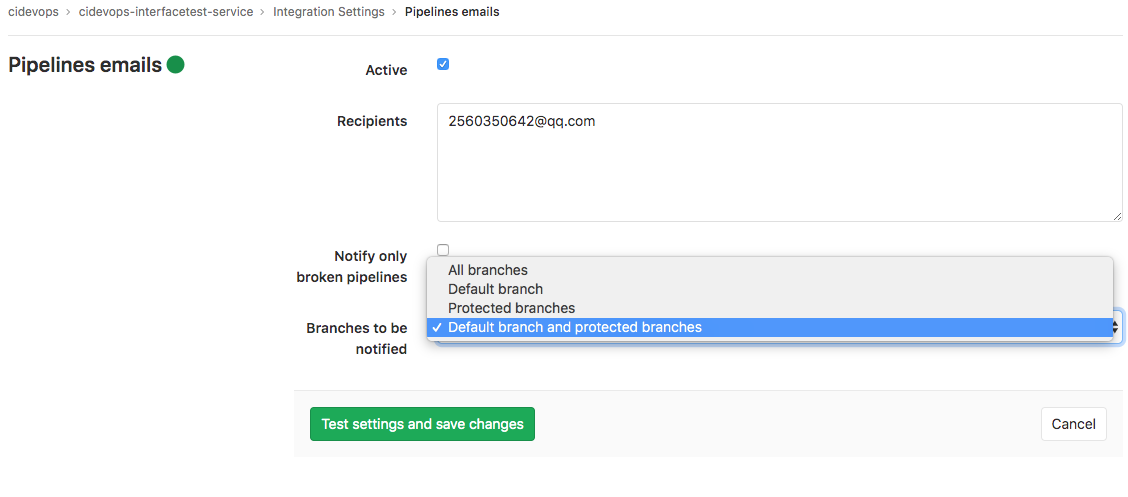 cidevops › cidevops-interfacetest-service › Integration Settings › Pipelines emails
Pipelines emails
Active
Recipients
2560350642@qq.com
Notify only
broken pipelines
All branches
Default branch
Protected branches
✓ Default branch and protected branches
Branches to be
notified
Test settings and save changes
Cancel